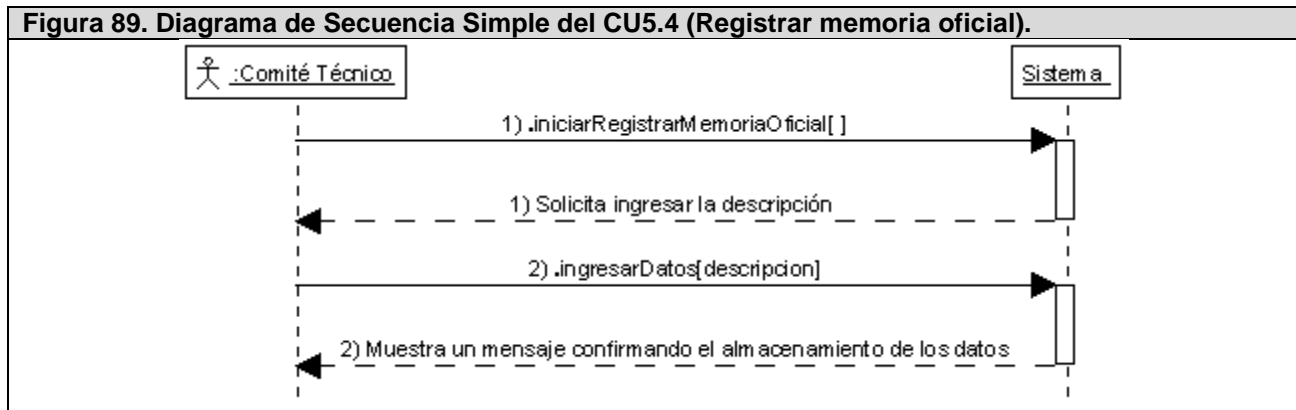 Figura 89. Diagrama de Secuencia Simple del CU5.4 (Registrar memoria oficial).
:Comité Técnico
Sistema
1) .iniciarRegistrarMemoriaOficial[ ]
1) Solicita ingresar la descripción
2) .ingresarDatos[descripcion]
2) Muestra un mensaje confirmando el almacenamiento de los datos